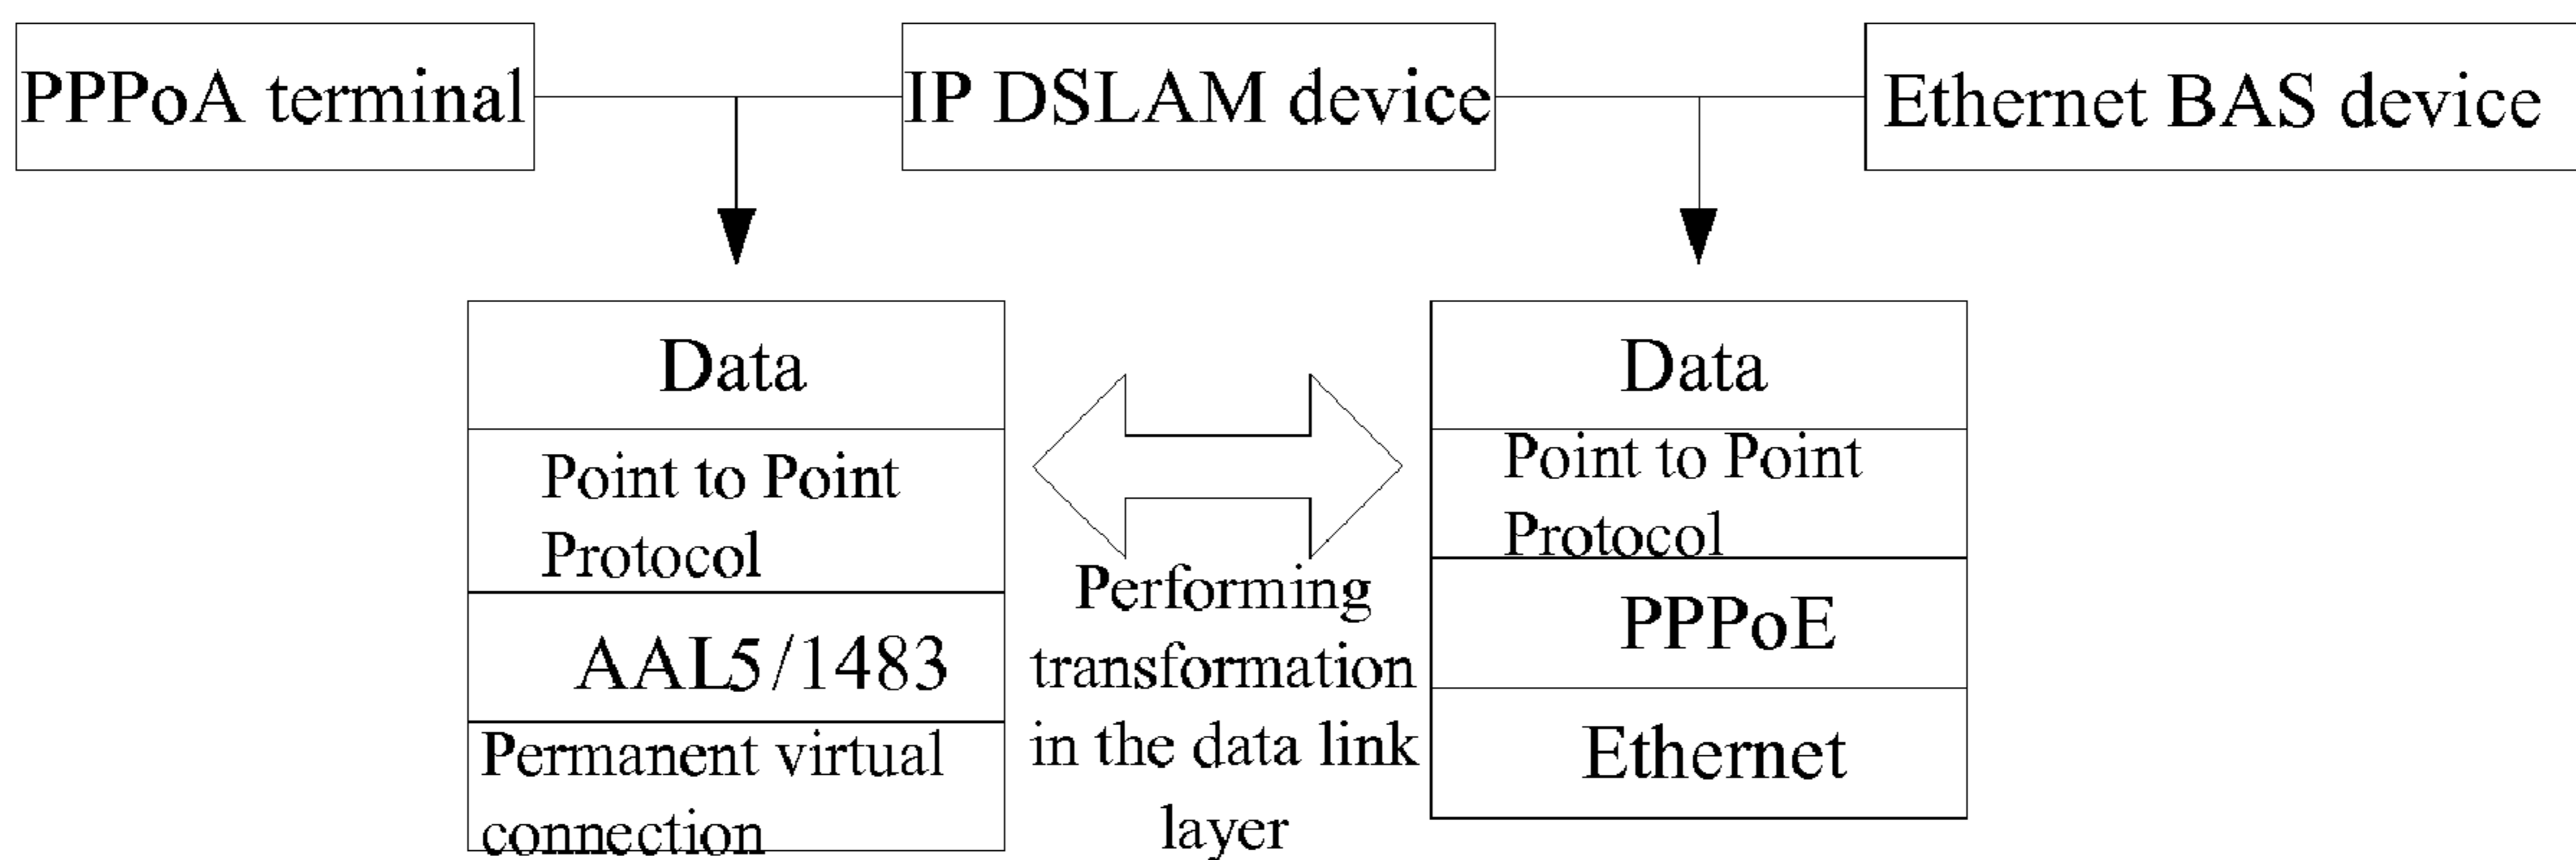 PPPoA terminal
IP DSLAM device
Ethernet BAS device
Data
Point to Point
Protocol
AAL5/1483
Permanent virtual
connection
Performing
transformation
in the data link
layer
Data
Point to Point
Protocol
PPPoE
Ethernet